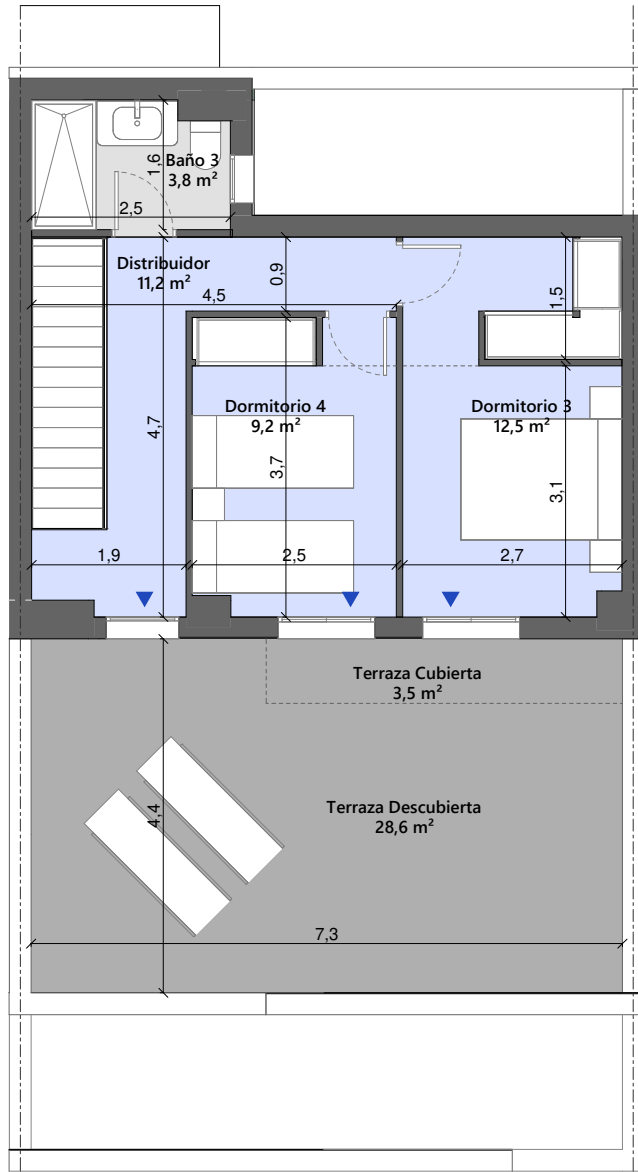 Baño 3
3,8 m²
1,6
2,5
Distribuidor
11,2 m²
0,9
4,5
1,5
Dormitorio 4
9,2 m²
Dormitorio 3
12,5 m²
4,7
3,7
3,1
1,9
2,5
2,7
Terraza Cubierta
3,5 m²
Terraza Descubierta
28,6 m²
4,4
7,3